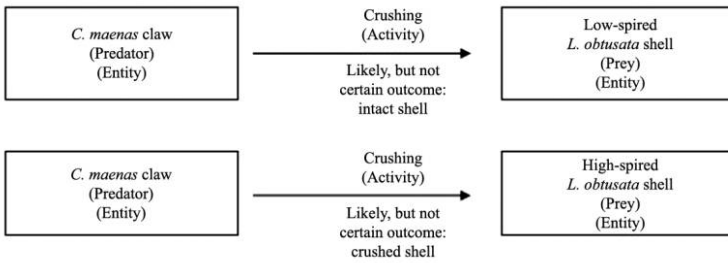 C. maenas claw
(Predator)
(Entity)
Crushing
(Activity)
Likely, but not
certain outcome:
intact shell
Low-spired
L. obtusata shell
(Prey)
(Entity)
C. maenas claw
(Predator)
(Entity)
Crushing
(Activity)
Likely, but not
certain outcome:
crushed shell
High-spired
L. obtusata shell
(Prey)
(Entity)